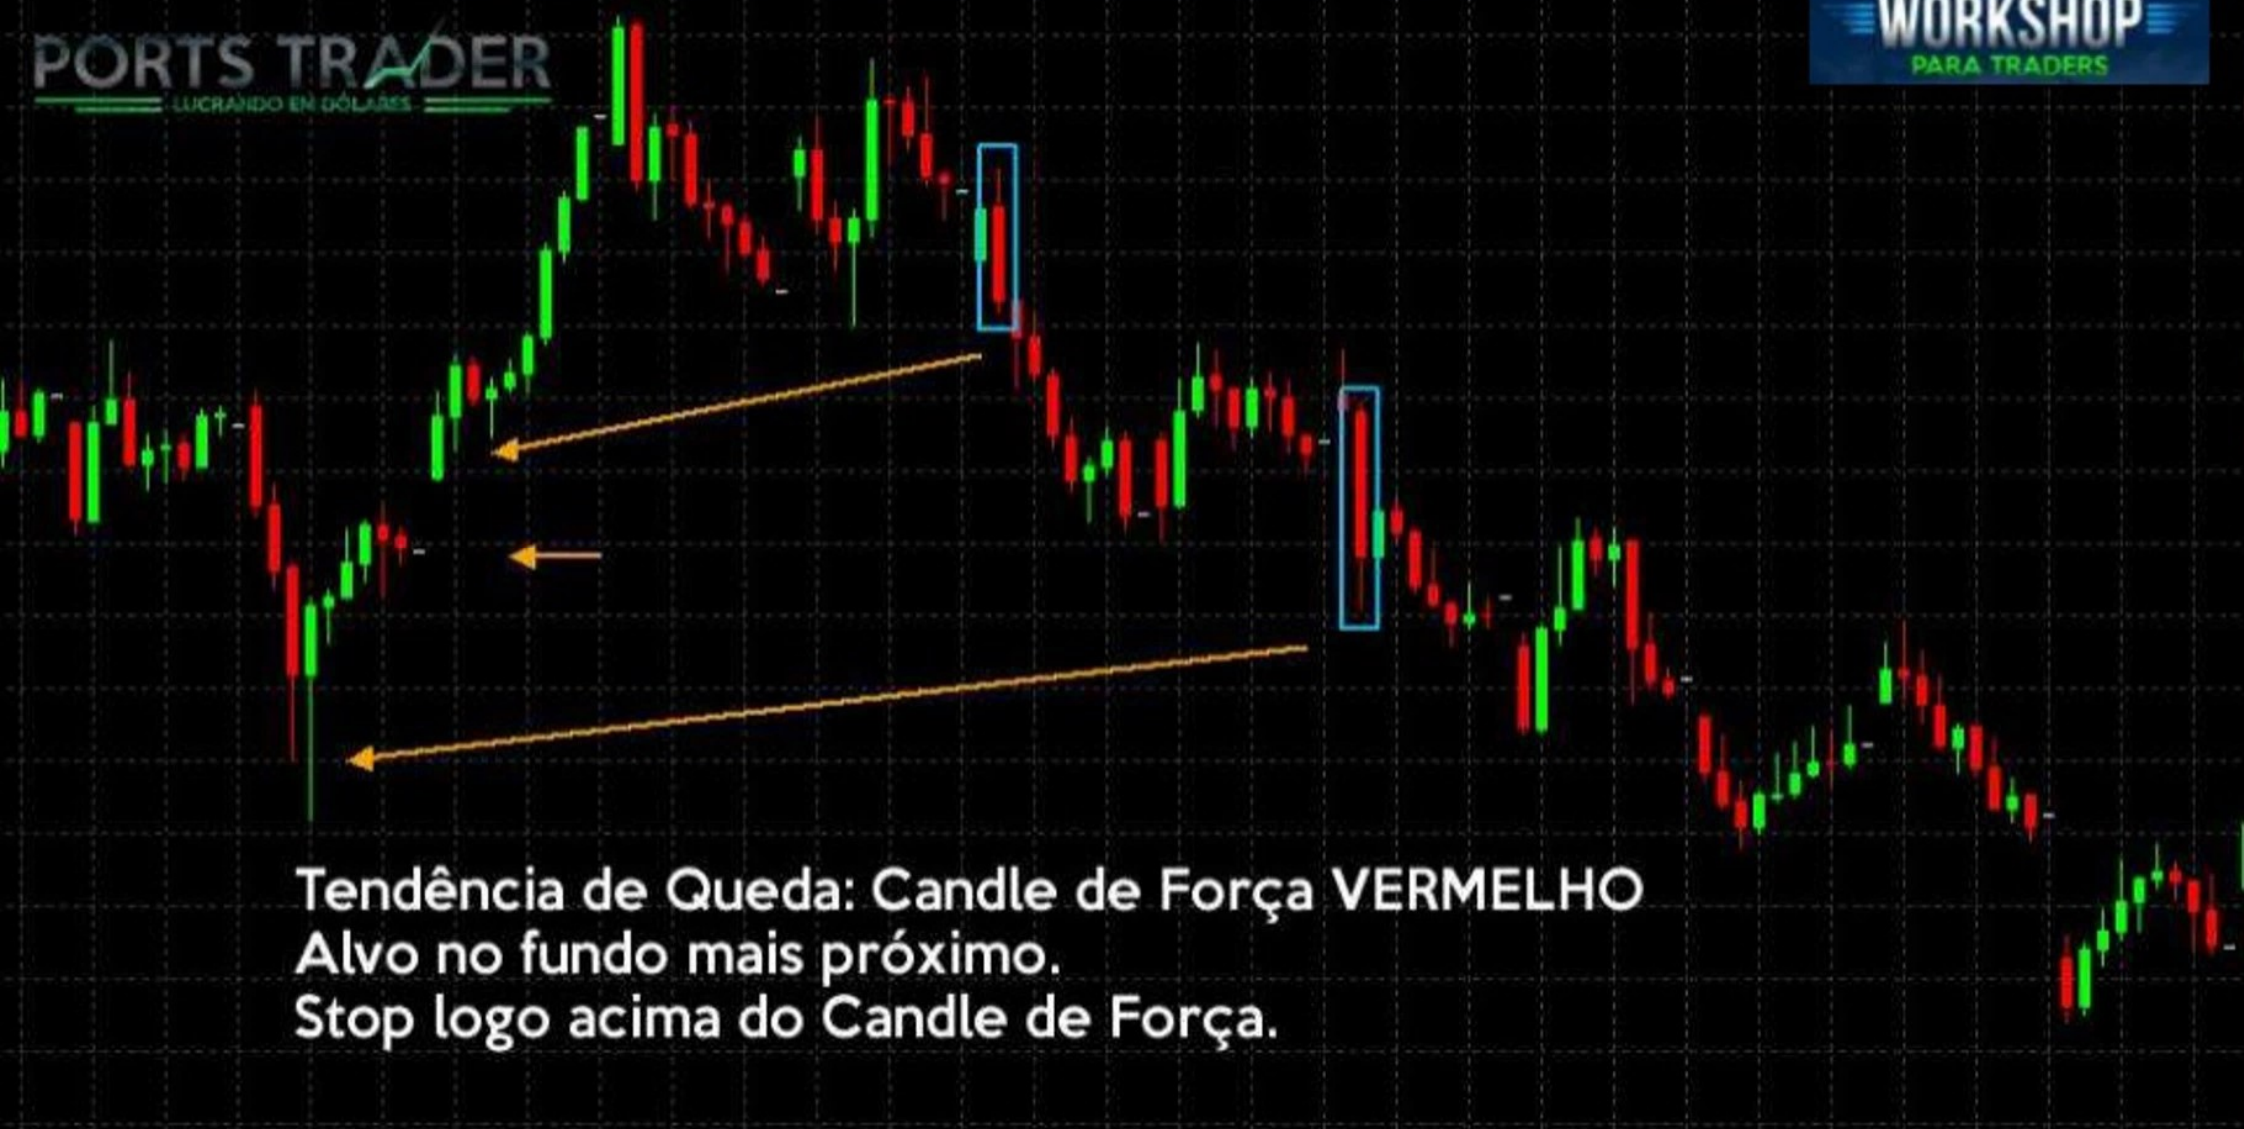 PORTS TRADER
LUCRANDO EM DÓLARES
WORKSHOP
PARA TRADERS
Tendência de Queda: Candle de Força VERMELHO
Alvo no fundo mais próximo.
Stop logo acima do Candle de Força.